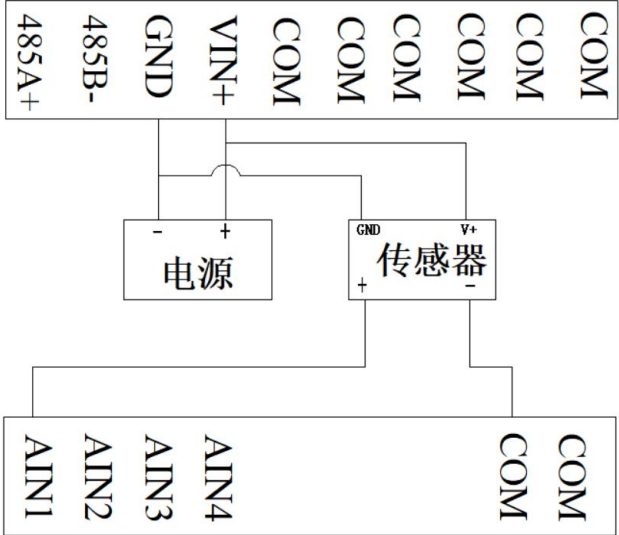 485A+ 485B- GND VIN+ COM COM COM COM COM COM
- +
电源
GND V+
传感器
+ -
AIN1 AIN2 AIN3 AIN4 COM COM